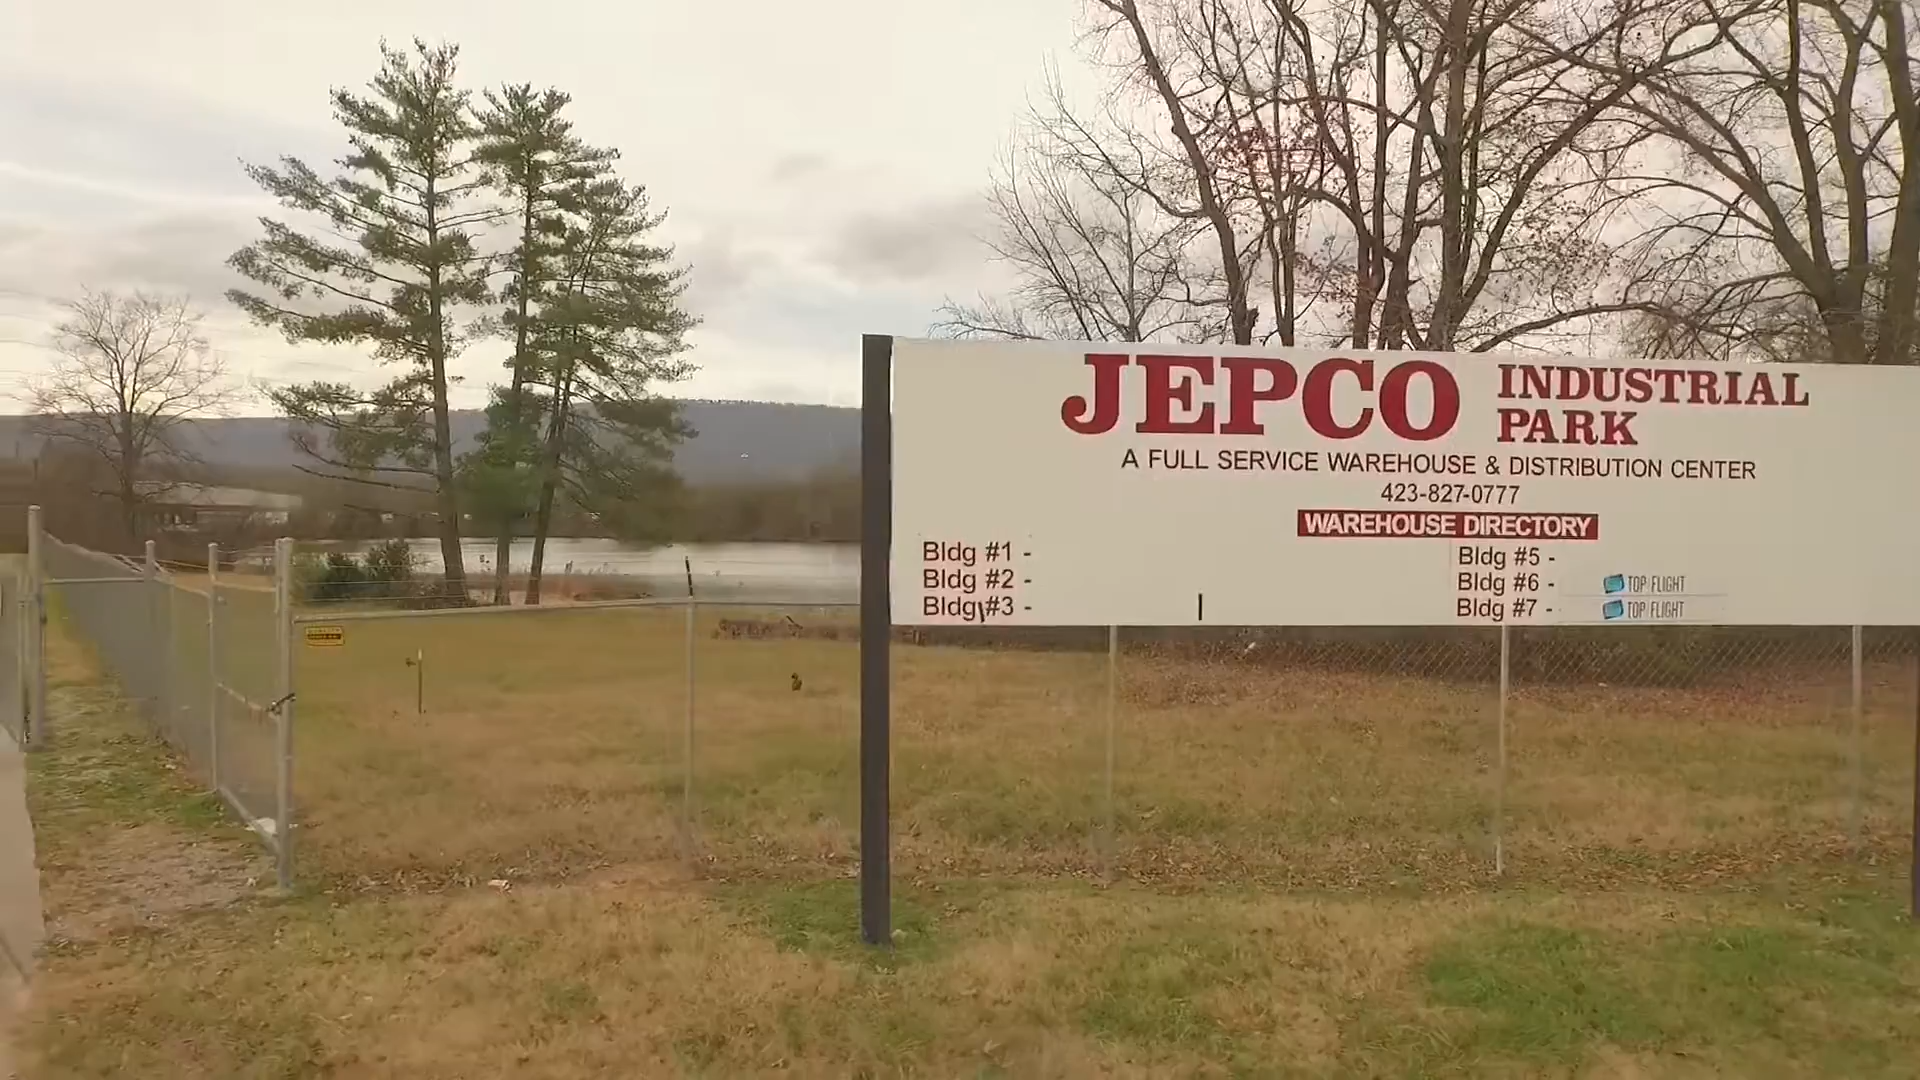 JEPCO INDUSTRIAL PARK
A FULL SERVICE WAREHOUSE & DISTRIBUTION CENTER
423-827-0777
WAREHOUSE DIRECTORY
Bldg #1 -
Bldg #2 -
Bldg #3 -
Bldg #5 -
Bldg #6 - TOP FLIGHT
Bldg #7 - TOP FLIGHT